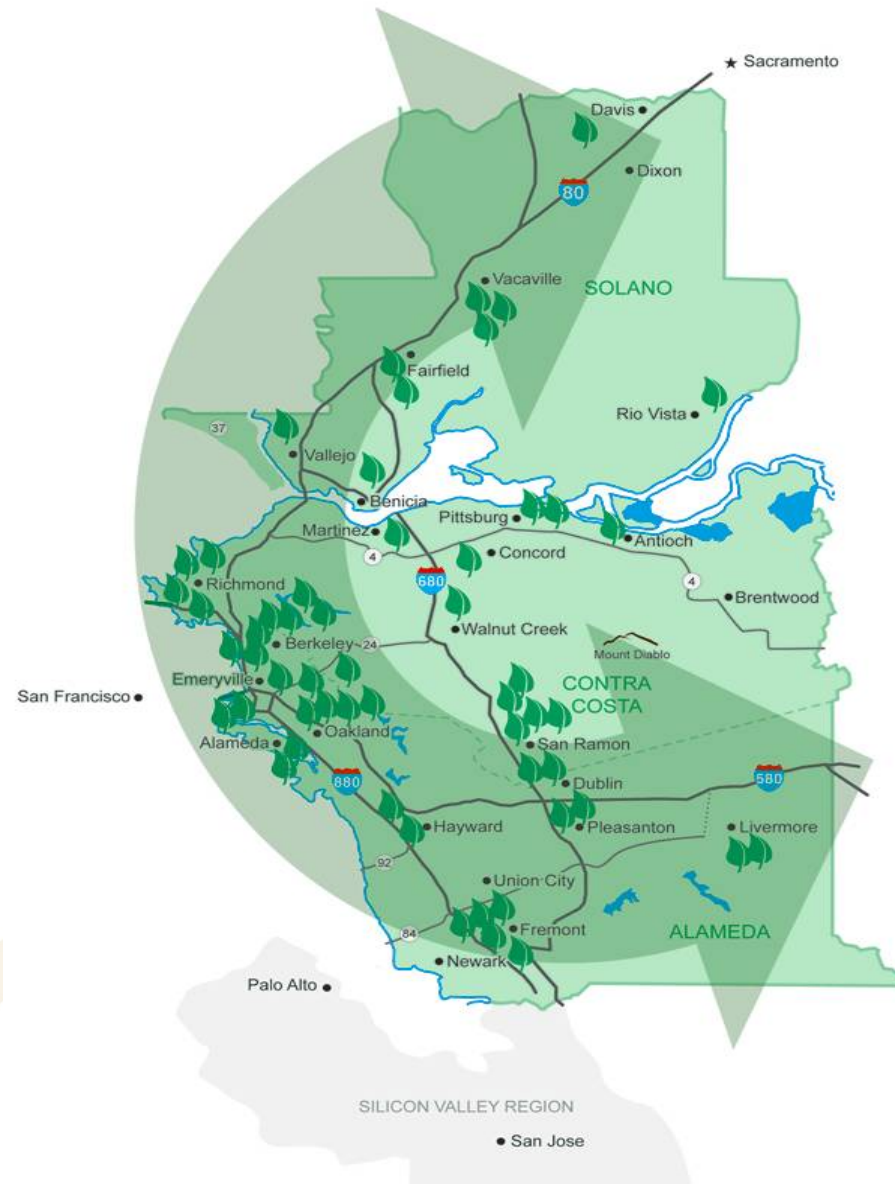 Sacramento
Davis
Dixon
80
Vacaville
SOLANO
Fairfield
Rio Vista
37
Vallejo
Benicia
Pittsburg
Martinez
Antioch
4
Concord
680
4
Richmond
Brentwood
Walnut Creek
Berkeley
24
Mount Diablo
Emeryville
CONTRA
COSTA
San Francisco
Oakland
Alameda
San Ramon
880
Dublin
580
Hayward
Pleasanton
Livermore
92
Union City
84
Fremont
ALAMEDA
Newark
Palo Alto
SILICON VALLEY REGION
San Jose